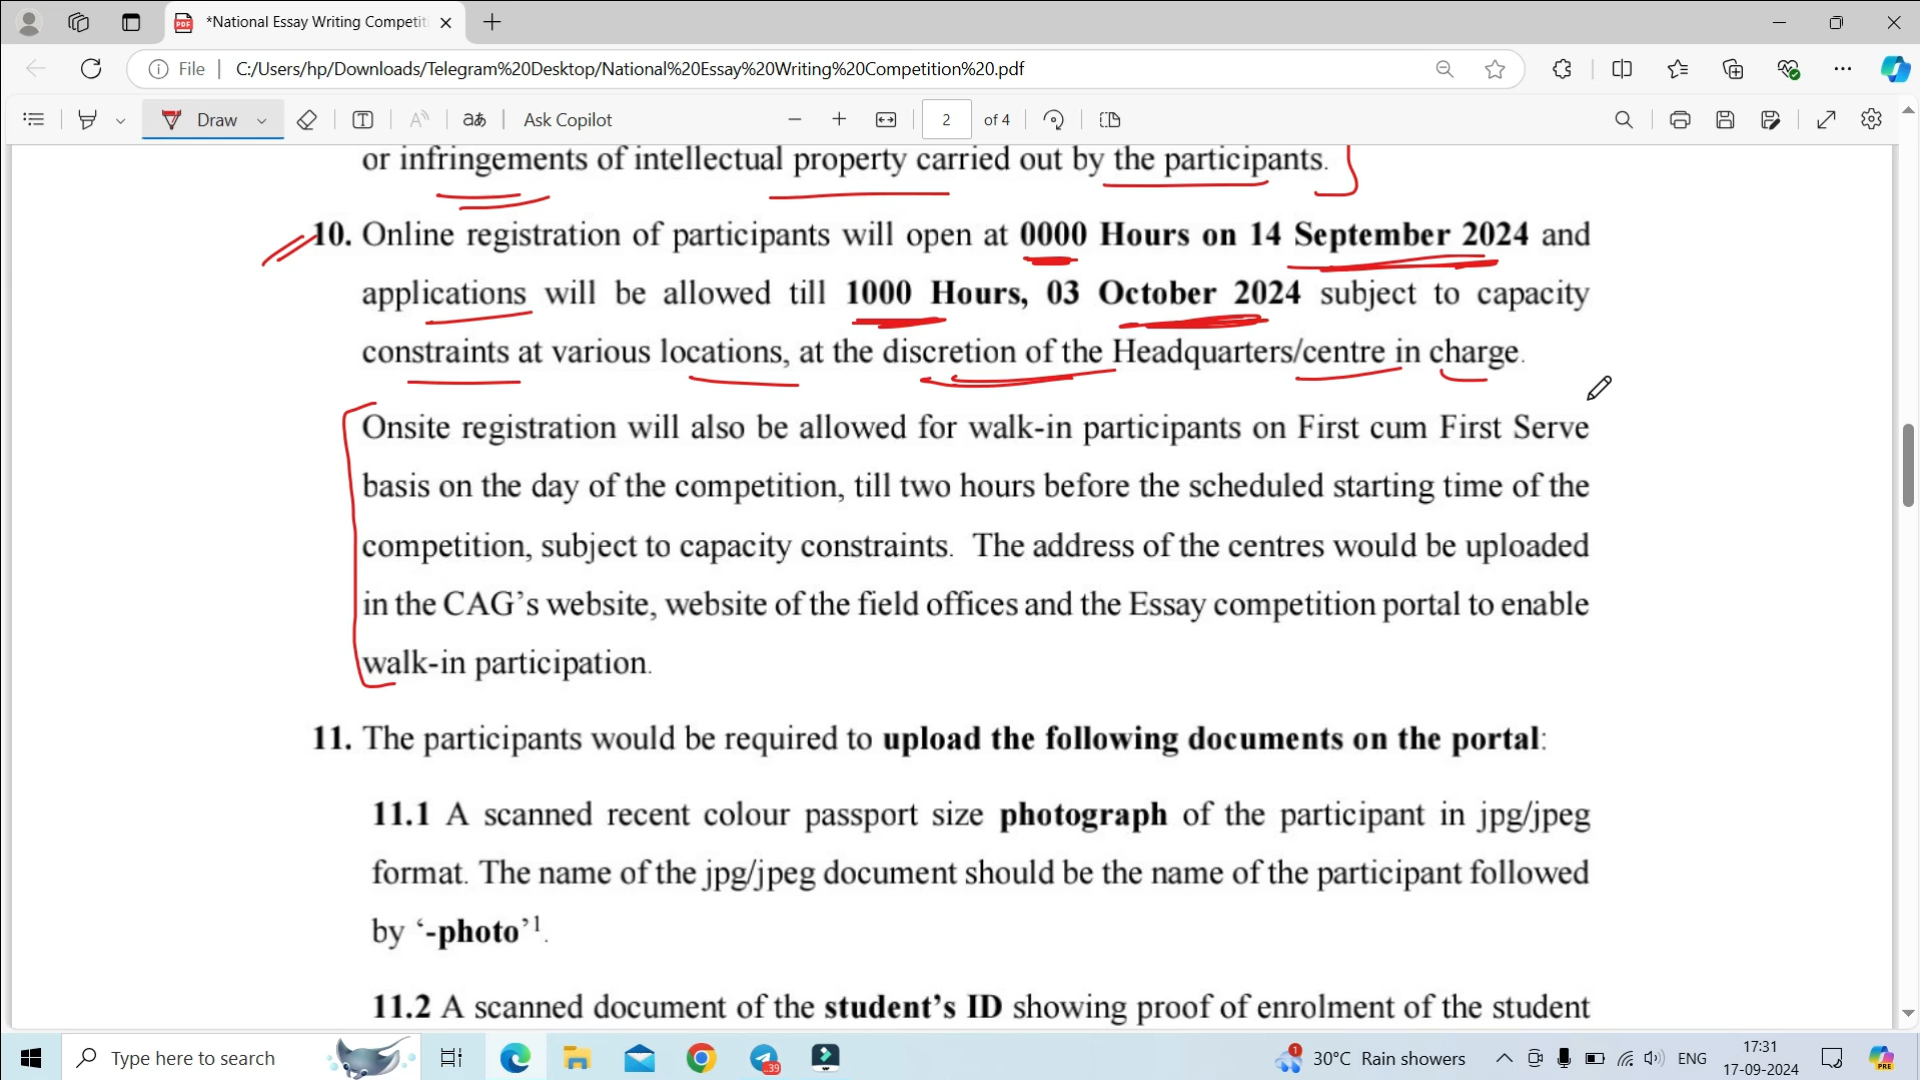 *National Essay Writing Competiti
File
C:/Users/hp/Downloads/Telegram%20Desktop/National%20Essay%20Writing%20Competition%20.pdf
Draw
Ask Copilot
2 of 4
or infringements of intellectual property carried out by the participants.
10. Online registration of participants will open at 0000 Hours on 14 September 2024 and
applications will be allowed till 1000 Hours, 03 October 2024 subject to capacity
constraints at various locations, at the discretion of the Headquarters/centre in charge.
Onsite registration will also be allowed for walk-in participants on First cum First Serve
basis on the day of the competition, till two hours before the scheduled starting time of the
competition, subject to capacity constraints. The address of the centres would be uploaded
in the CAG's website, website of the field offices and the Essay competition portal to enable
walk-in participation.
11. The participants would be required to upload the following documents on the portal:
11.1 A scanned recent colour passport size photograph of the participant in jpg/jpeg
format. The name of the jpg/jpeg document should be the name of the participant followed
by '-photo'1.
11.2 A scanned document of the student's ID showing proof of enrolment of the student
Type here to search
..39
1
30°C Rain showers
ENG
17:31
17-09-2024
PRE